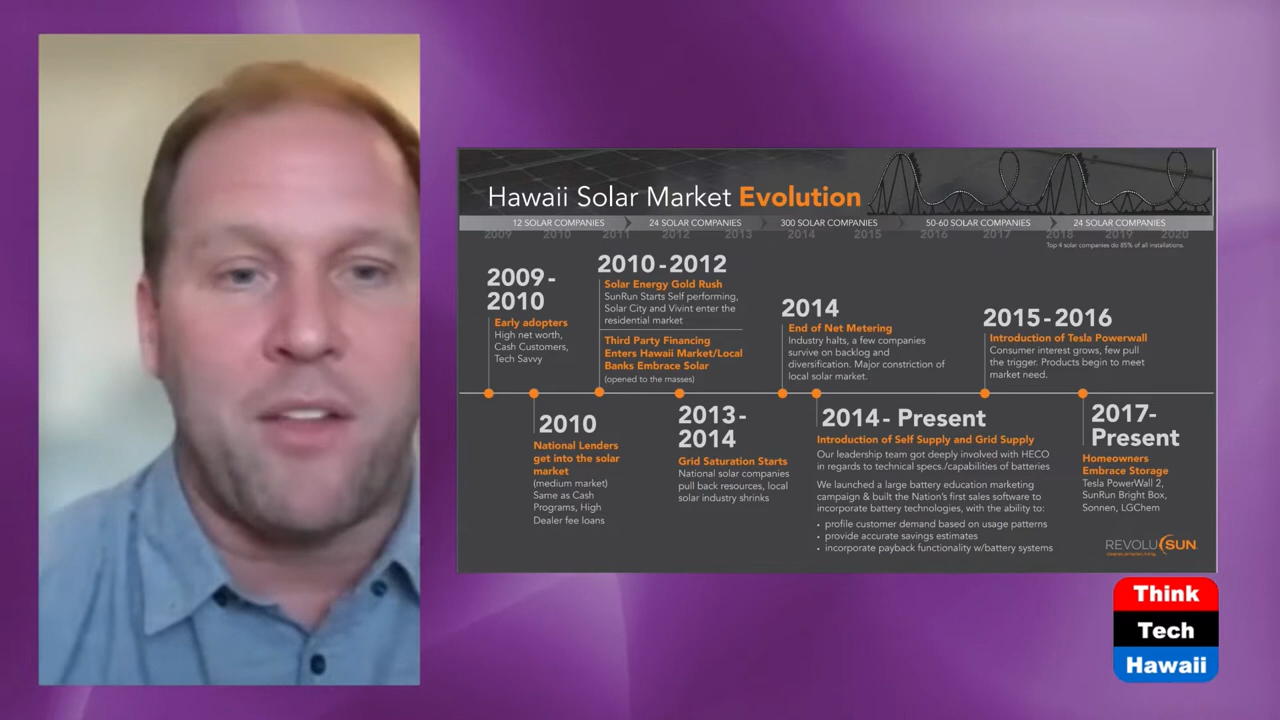 Hawaii Solar Market Evolution
12 SOLAR COMPANIES
24 SOLAR COMPANIES
300 SOLAR COMPANIES
50-60 SOLAR COMPANIES
24 SOLAR COMPANIES
2009 2010 2011 2012 2013 2014 2015 2016 2017 2018 2019 2020
Top 4 solar companies do 85% of all installations.
2009-
2010
Early adopters
High net worth,
Cash Customers,
Tech Savvy
2010-2012
Solar Energy Gold Rush
SunRun Starts Self performing,
Solar City and Vivint enter the
residential market
Third Party Financing
Enters Hawaii Market/Local
Banks Embrace Solar
(opened to the masses)
2014
End of Net Metering
Industry halts, a few companies
survive on backlog and
diversification. Major constriction of
local solar market.
2015-2016
Introduction of Tesla Powerwall
Consumer interest grows, few pull
the trigger. Products begin to meet
market need.
2010
National Lenders
get into the solar
market
(medium market)
Same as Cash
Programs, High
Dealer fee loans
2013-
2014
Grid Saturation Starts
National solar companies
pull back resources, local
solar industry shrinks
2014- Present
Introduction of Self Supply and Grid Supply
Our leadership team got deeply involved with HECO
in regards to technical specs./capabilities of batteries
We launched a large battery education marketing
campaign & built the Nation's first sales software to
incorporate battery technologies, with the ability to:
• profile customer demand based on usage patterns
• provide accurate savings estimates
• incorporate payback functionality w/battery systems
2017-
Present
Homeowners
Embrace Storage
Tesla PowerWall 2,
SunRun Bright Box,
Sonnen, LGChem
REVOLUSUN
Think
Tech
Hawaii